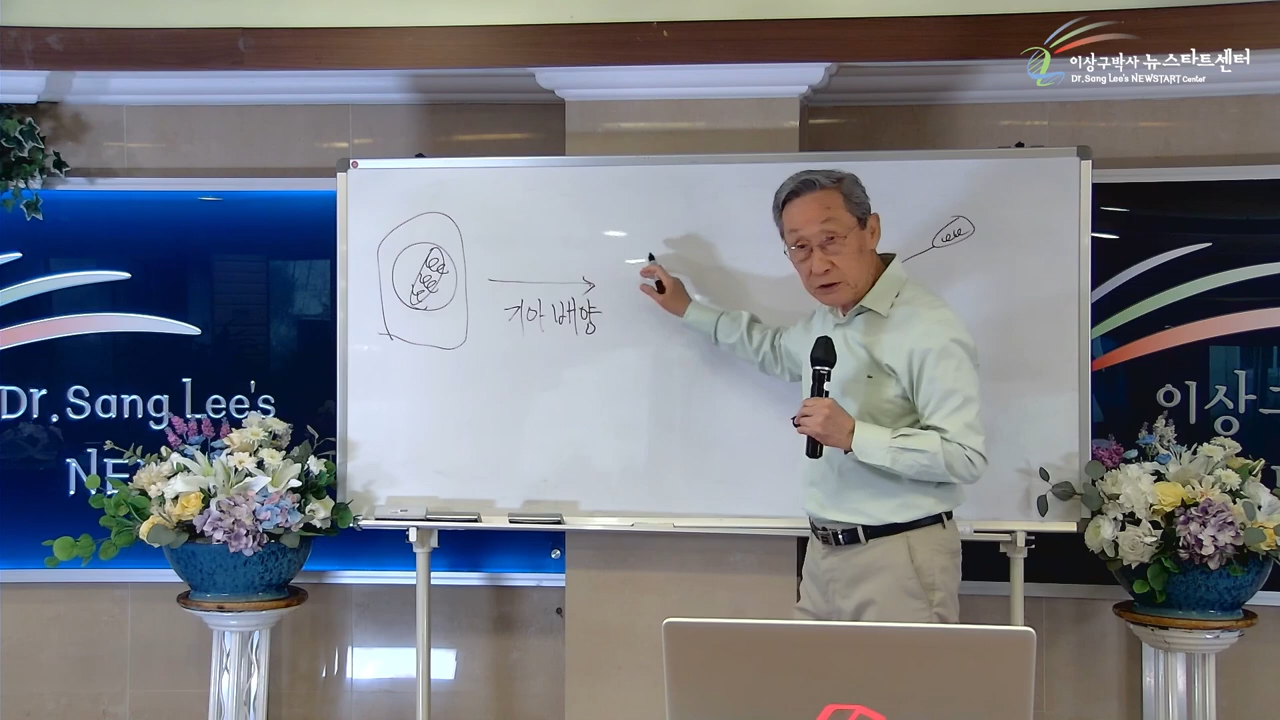 이상구박사 뉴스타트센터
Dr. Sang Lee's NEWSTART Center
기아 배양
Dr. Sang Lee's
NE
이상